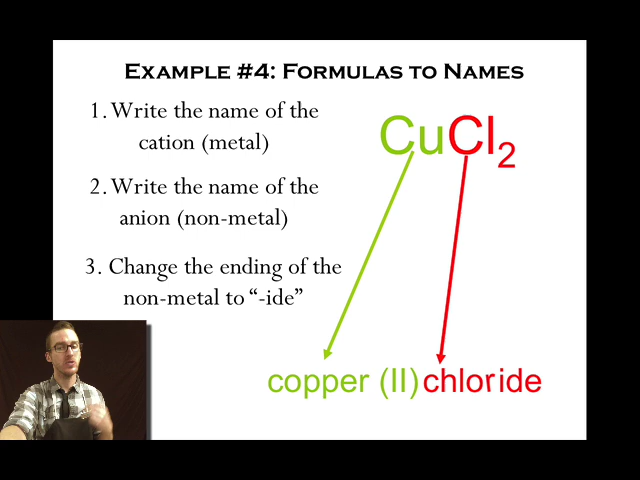 Example #4: Formulas to Names
1. Write the name of the
cation (metal)
2. Write the name of the
anion (non-metal)
3. Change the ending of the
non-metal to “-ide”
CuCl2
copper (II) chloride